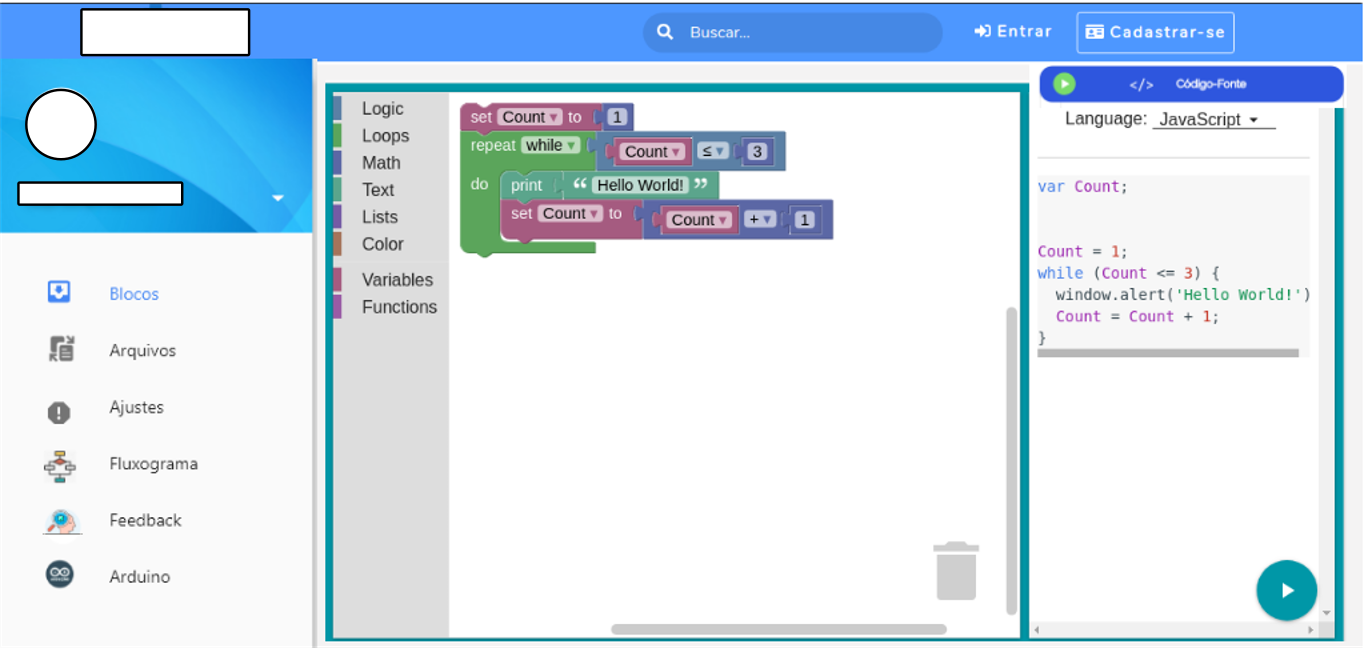 Buscar...
Entrar
Cadastrar-se
Blocos
Arquivos
Ajustes
Fluxograma
Feedback
Arduino
Logic
Loops
Math
Text
Lists
Color
Variables
Functions
set Count ▾ to 1
repeat while ▾ Count ▾ ≤ ▾ 3
do print “ Hello World! ”
set Count ▾ to Count ▾ + ▾ 1
</> Código-Fonte
Language: JavaScript
var Count;
Count = 1;
while (Count <= 3) {
window.alert('Hello World!')
Count = Count + 1;
}